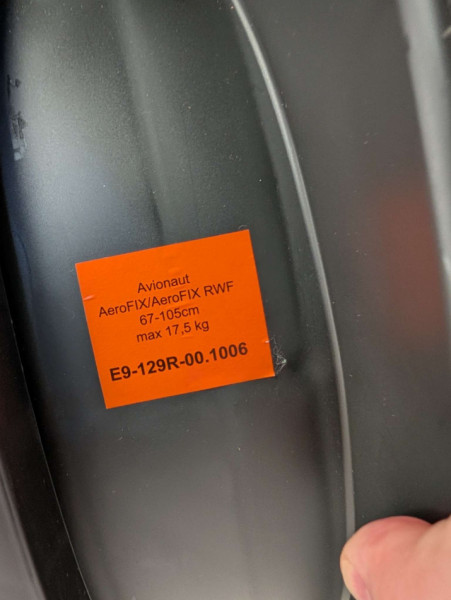 Avionaut
AeroFIX/AeroFIX RWF
67-105cm
max 17,5 kg
E9-129R-00.1006